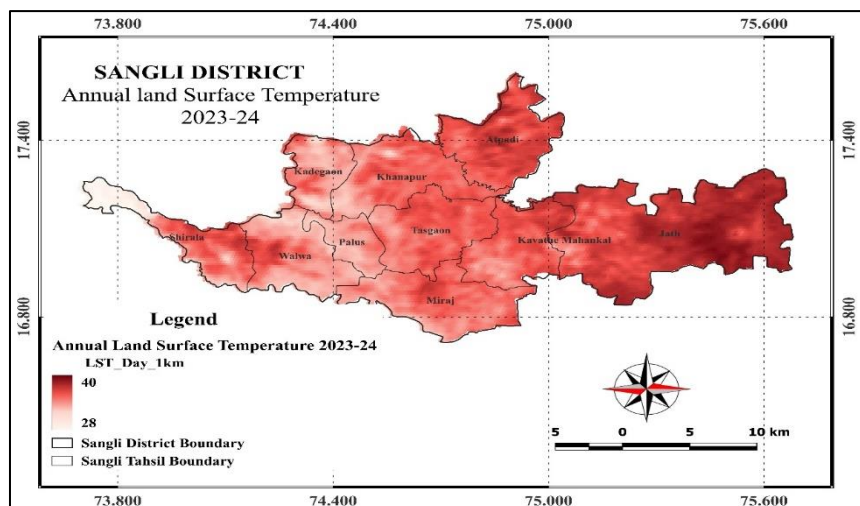 73.800 74.400 75.000 75.600
SANGLI DISTRICT
Annual land Surface Temperature
2023-24
17.400 17.400
Atpadi
Kadegaon
Khanapur
Shirala
Walwa
Palus
Tasgaon
Kavathe Mahankal
Jath
Miraj
16.800 16.800
Legend
Annual Land Surface Temperature 2023-24
LST_Day_1km
40
28
Sangli District Boundary
Sangli Tahsil Boundary
5 0 5 10 km
73.800 74.400 75.000 75.600